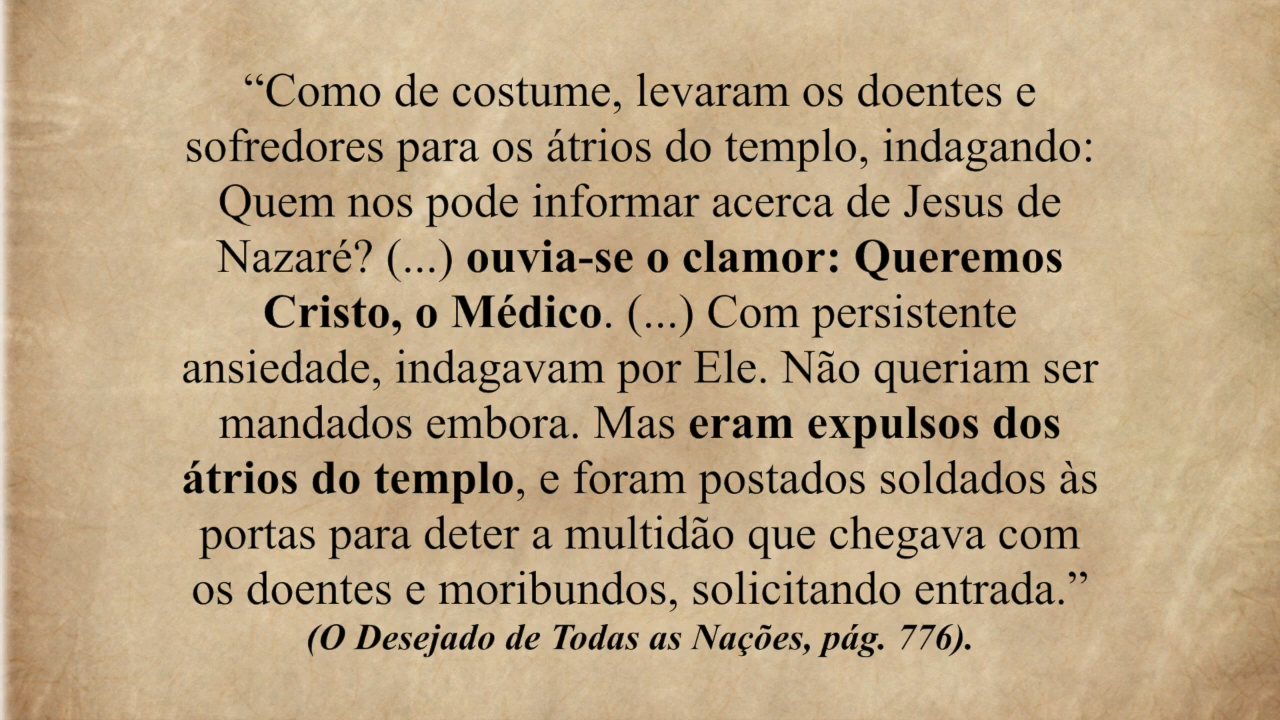 “Como de costume, levaram os doentes e
sofredores para os átrios do templo, indagando:
Quem nos pode informar acerca de Jesus de
Nazaré? (...) ouvia-se o clamor: Queremos
Cristo, o Médico. (...) Com persistente
ansiedade, indagavam por Ele. Não queriam ser
mandados embora. Mas eram expulsos dos
átrios do templo, e foram postados soldados às
portas para deter a multidão que chegava com
os doentes e moribundos, solicitando entrada.”
(O Desejado de Todas as Nações, pág. 776).